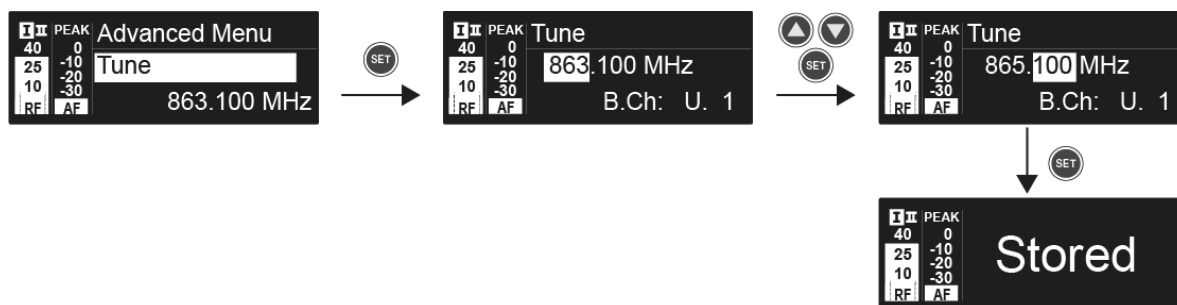 I II PEAK Advanced Menu
40 0
25 -10 Tune
-20
10 -30 863.100 MHz
RF AF
SET
I II PEAK Tune
40 0
25 -10 863.100 MHz
-20
10 -30 B.Ch: U. 1
RF AF
SET
I II PEAK Tune
40 0
25 -10 865.100 MHz
-20
10 -30 B.Ch: U. 1
RF AF
SET
I II PEAK
40 0
25 -10 Stored
-20
10 -30
RF AF